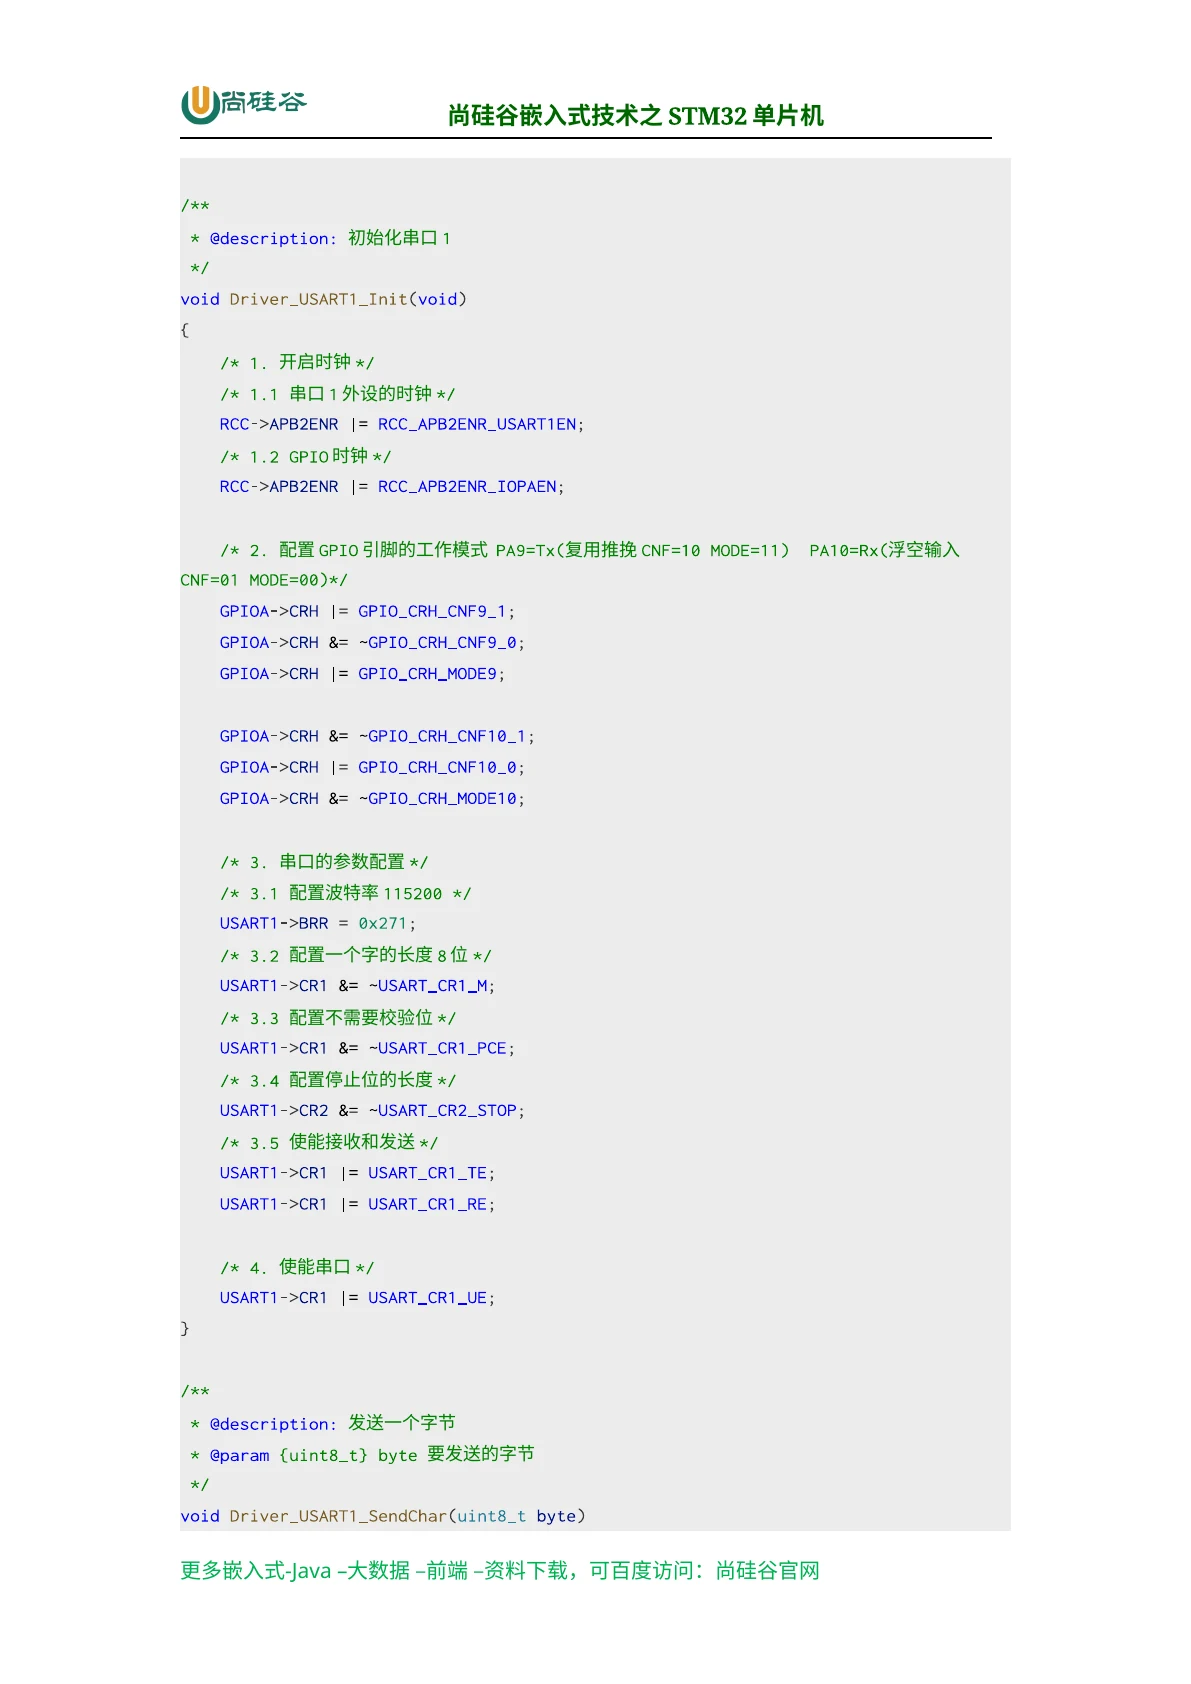 尚硅谷
尚硅谷嵌入式技术之 STM32 单片机
/**
 * @description: 初始化串口 1
 */
void Driver_USART1_Init(void)
{
    /* 1. 开启时钟 */
    /* 1.1 串口 1 外设的时钟 */
    RCC->APB2ENR |= RCC_APB2ENR_USART1EN;
    /* 1.2 GPIO 时钟 */
    RCC->APB2ENR |= RCC_APB2ENR_IOPAEN;
    /* 2. 配置 GPIO 引脚的工作模式 PA9=Tx(复用推挽 CNF=10 MODE=11)  PA10=Rx(浮空输入
CNF=01 MODE=00)*/
    GPIOA->CRH |= GPIO_CRH_CNF9_1;
    GPIOA->CRH &= ~GPIO_CRH_CNF9_0;
    GPIOA->CRH |= GPIO_CRH_MODE9;
    GPIOA->CRH &= ~GPIO_CRH_CNF10_1;
    GPIOA->CRH |= GPIO_CRH_CNF10_0;
    GPIOA->CRH &= ~GPIO_CRH_MODE10;
    /* 3. 串口的参数配置 */
    /* 3.1 配置波特率 115200 */
    USART1->BRR = 0x271;
    /* 3.2 配置一个字的长度 8 位 */
    USART1->CR1 &= ~USART_CR1_M;
    /* 3.3 配置不需要校验位 */
    USART1->CR1 &= ~USART_CR1_PCE;
    /* 3.4 配置停止位的长度 */
    USART1->CR2 &= ~USART_CR2_STOP;
    /* 3.5 使能接收和发送 */
    USART1->CR1 |= USART_CR1_TE;
    USART1->CR1 |= USART_CR1_RE;
    /* 4. 使能串口 */
    USART1->CR1 |= USART_CR1_UE;
}
/**
 * @description: 发送一个字节
 * @param {uint8_t} byte 要发送的字节
 */
void Driver_USART1_SendChar(uint8_t byte)
更多嵌入式-Java –大数据 –前端 –资料下载，可百度访问：尚硅谷官网